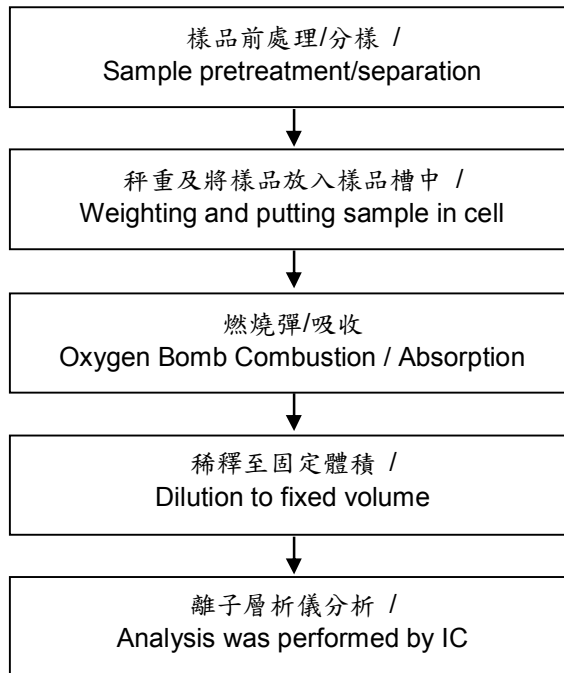 樣品前處理/分樣 /
Sample pretreatment/separation
秤重及將樣品放入樣品槽中 /
Weighting and putting sample in cell
燃燒彈/吸收
Oxygen Bomb Combustion / Absorption
稀釋至固定體積 /
Dilution to fixed volume
離子層析儀分析 /
Analysis was performed by IC